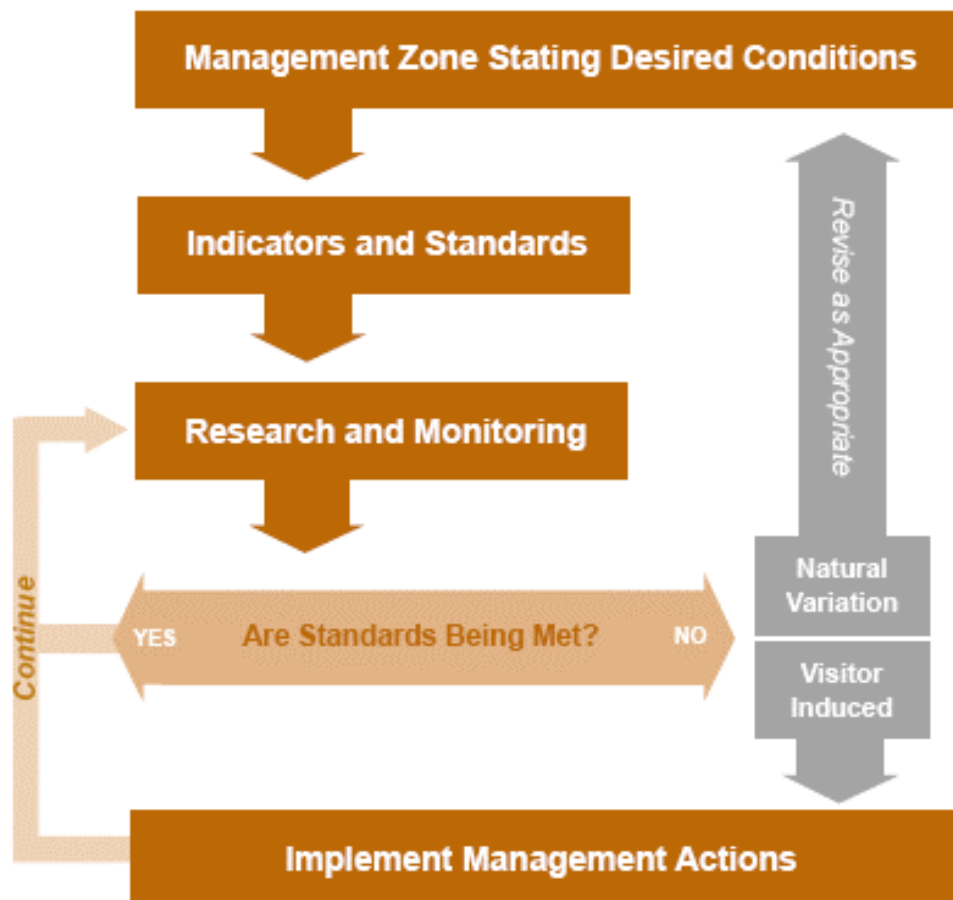 Management Zone Stating Desired Conditions
Indicators and Standards
Revise as Appropriate
Research and Monitoring
Continue
YES
Are Standards Being Met?
NO
Natural
Variation
Visitor
Induced
Implement Management Actions